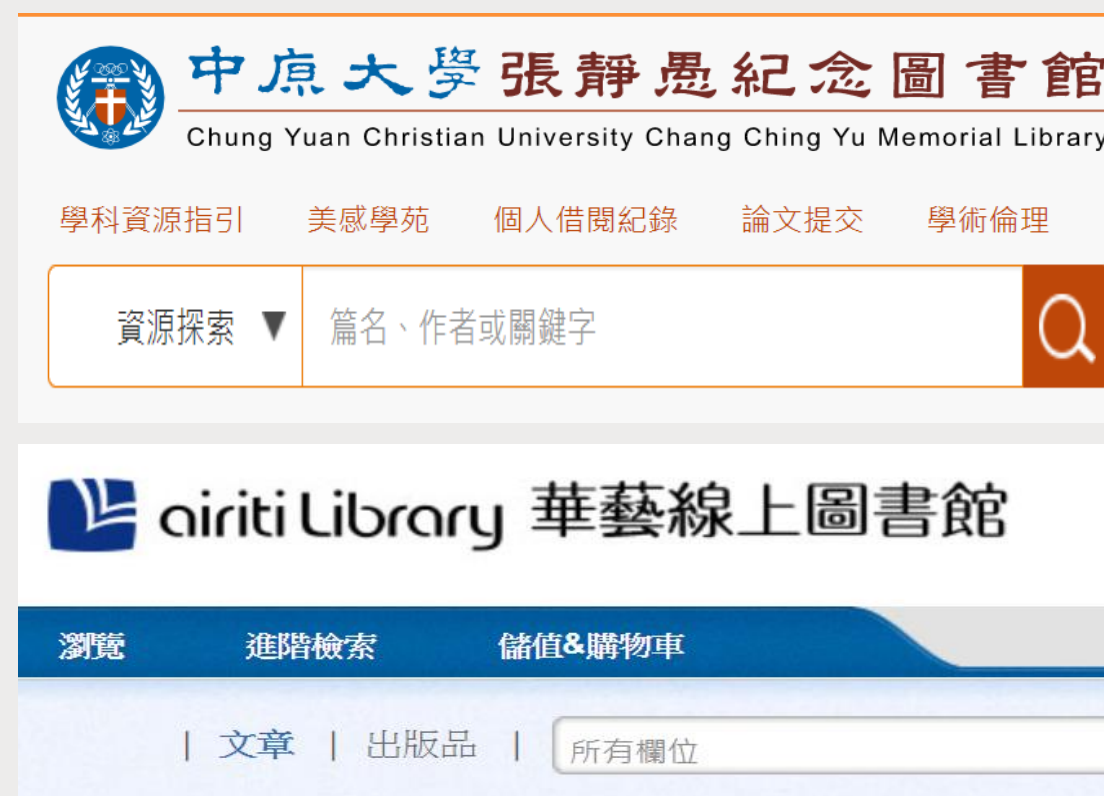 中原大學張靜愚紀念圖書館
Chung Yuan Christian University Chang Ching Yu Memorial Library
學科資源指引 美感學苑 個人借閱紀錄 論文提交 學術倫理
資源探索 ▼ 篇名、作者或關鍵字
airiti Library 華藝線上圖書館
瀏覽 進階檢索 儲值&購物車
| 文章 | 出版品 | 所有欄位